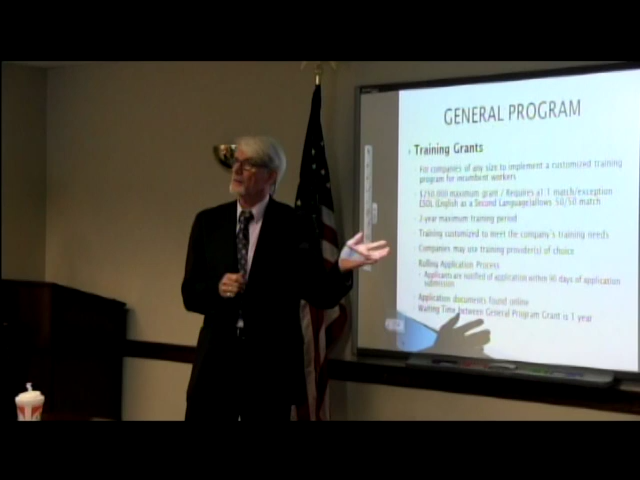 GENERAL PROGRAM
Training Grants
For companies of any size to implement a customized training
program for incumbent workers
$250,000 maximum grant / Requires a1:1 match/exception
ESOL (English as a Second Language)allows 50/50 match
2-year maximum training period
Training customized to meet the company's training needs
Companies may use training provider(s) of choice
Rolling Application Process
Applicants are notified of application within 90 days of application
submission
Application documents found online
Waiting Time between General Program Grant is 1 year